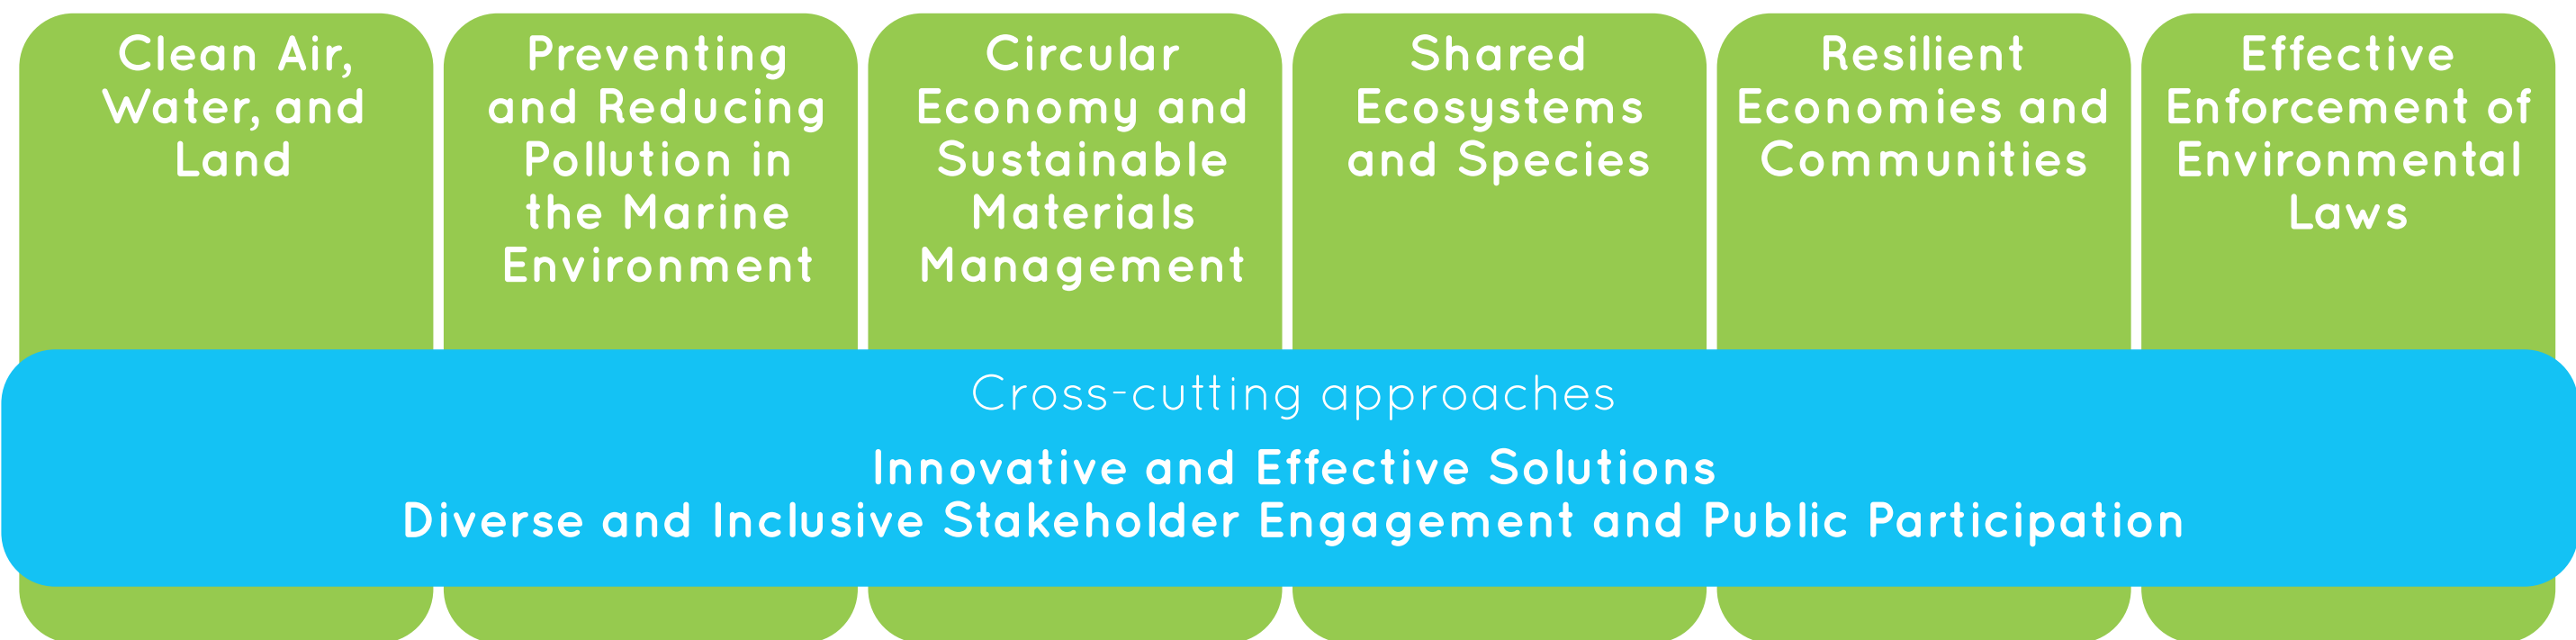 Clean Air,
Water, and
Land
Preventing
and Reducing
Pollution in
the Marine
Environment
Circular
Economy and
Sustainable
Materials
Management
Shared
Ecosystems
and Species
Resilient
Economies and
Communities
Effective
Enforcement of
Environmental
Laws
Cross-cutting approaches
Innovative and Effective Solutions
Diverse and Inclusive Stakeholder Engagement and Public Participation